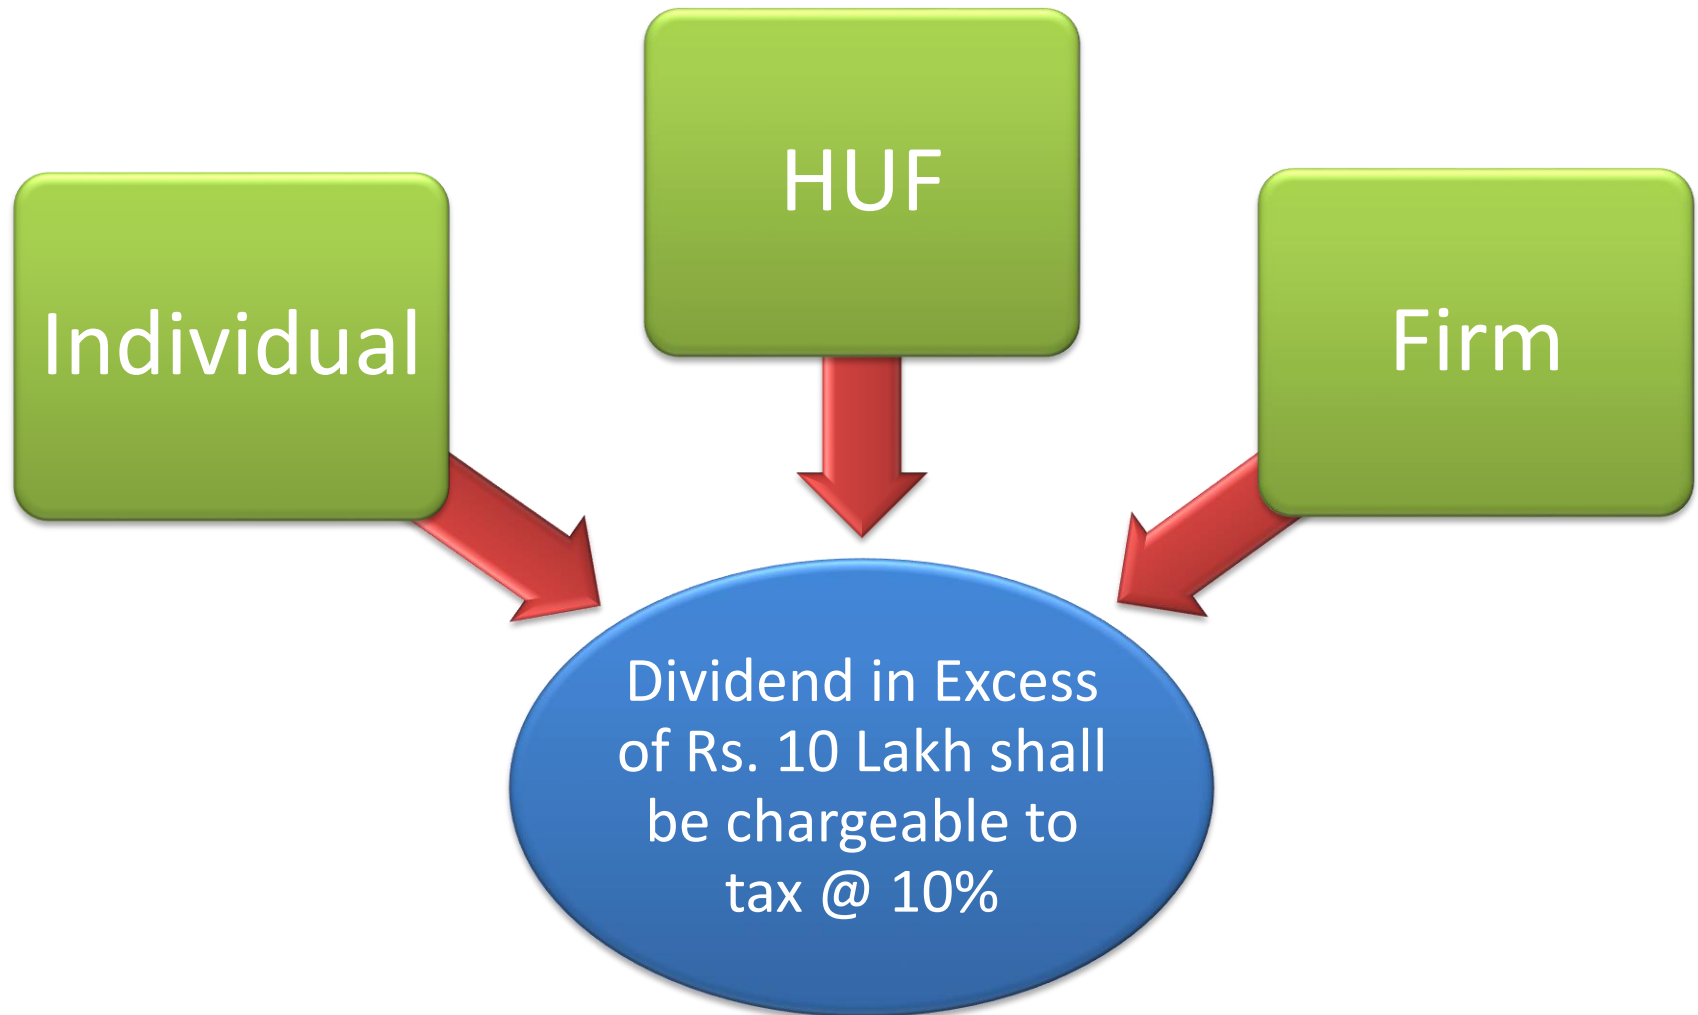 Individual
HUF
Firm
Dividend in Excess
of Rs. 10 Lakh shall
be chargeable to
tax @ 10%